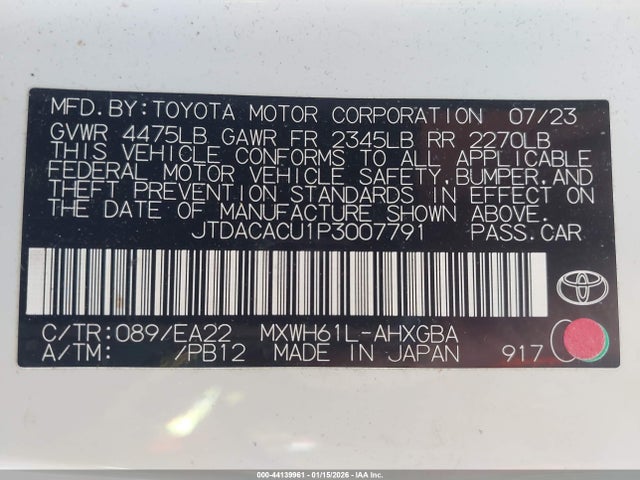 MFD.BY:TOYOTA MOTOR CORPORATION 07/23
GVWR 4475LB GAWR FR 2345LB RR 2270LB
THIS VEHICLE CONFORMS TO ALL APPLICABLE
FEDERAL MOTOR VEHICLE SAFETY,BUMPER,AND
THEFT PREVENTION STANDARDS IN EFFECT ON
THE DATE OF MANUFACTURE SHOWN ABOVE.
JTDACACU1P3007791 PASS.CAR
C/TR:089/EA22 MXWH61L-AHXGBA
A/TM: /PB12 MADE IN JAPAN 917
000-44139961 - 01/15/2026 - IAA Inc.